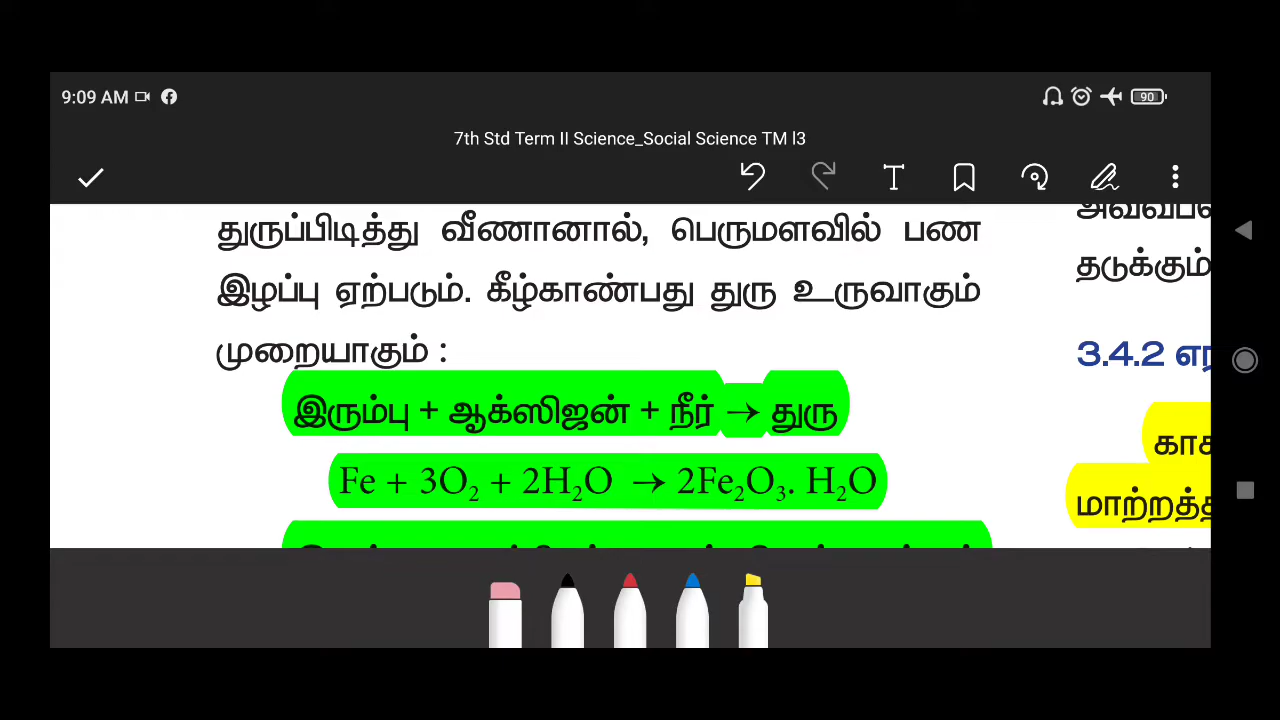 9:09 AM
90
7th Std Term II Science_Social Science TM l3
T
துருப்பிடித்து வீணானால், பெருமளவில் பண
இழப்பு ஏற்படும். கீழ்காண்பது துரு உருவாகும்
முறையாகும் :
இரும்பு + ஆக்ஸிஜன் + நீர் → துரு
Fe + 3O₂ + 2H₂O → 2Fe₂O₃. H₂O
தடுக்கும்
3.4.2 எர
காக
மாற்றத்த